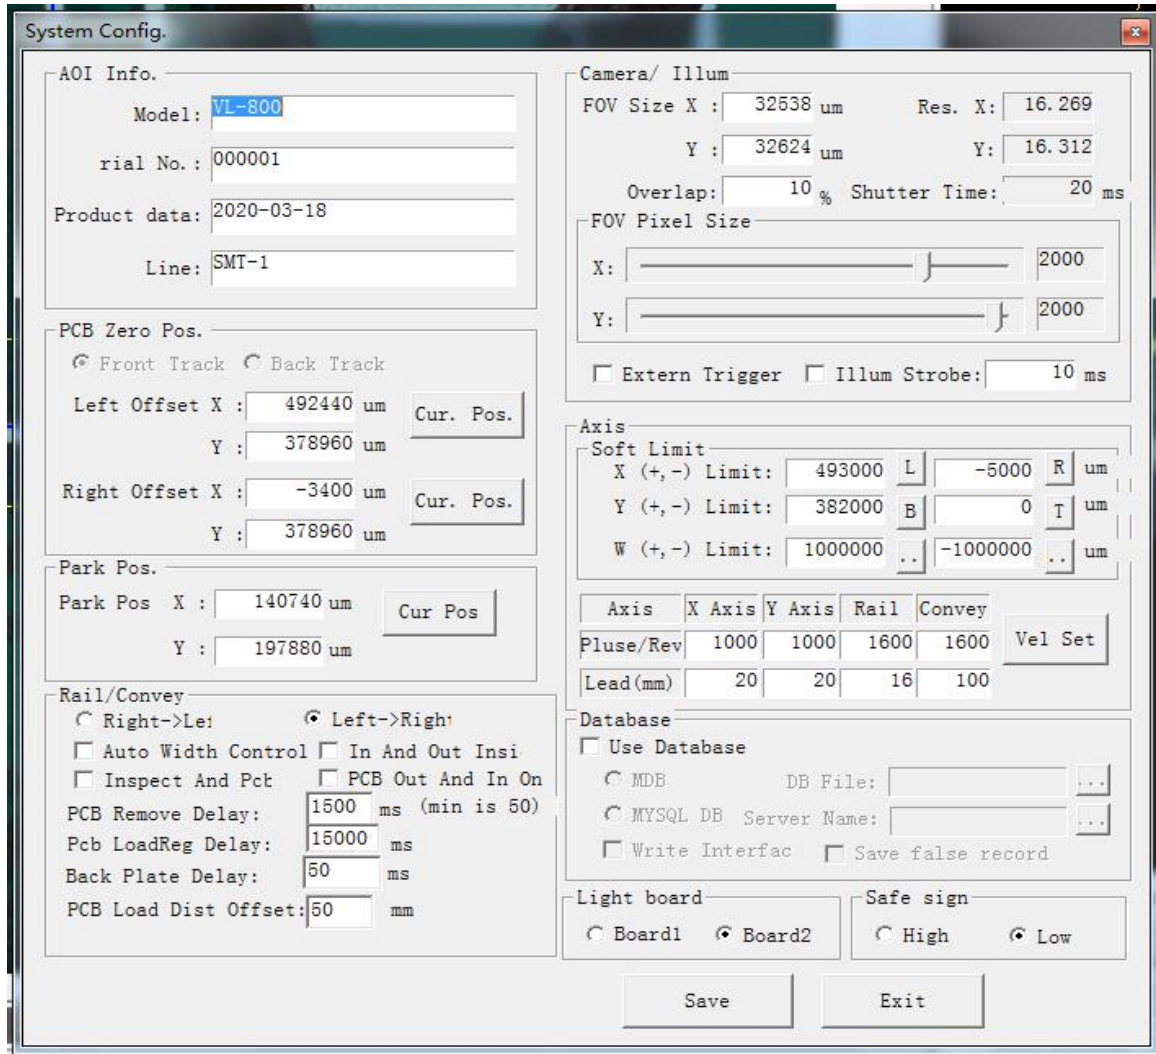 System Config.
AOI Info.
Model: VL-800
rial No.: 000001
Product data: 2020-03-18
Line: SMT-1
PCB Zero Pos.
Front Track Back Track
Left Offset X : 492440 um Cur. Pos.
Y : 378960 um
Right Offset X : -3400 um Cur. Pos.
Y : 378960 um
Park Pos.
Park Pos X : 140740 um Cur Pos
Y : 197880 um
Rail/Convey
Right->Left Left->Right
Auto Width Control In And Out Insi
Inspect And Pcb PCB Out And In On
PCB Remove Delay: 1500 ms (min is 50)
Pcb LoadReg Delay: 15000 ms
Back Plate Delay: 50 ms
PCB Load Dist Offset: 50 mm
Camera/ Illum
FOV Size X : 32538 um Res. X: 16.269
Y : 32624 um Y: 16.312
Overlap: 10 % Shutter Time: 20 ms
FOV Pixel Size
X: 2000
Y: 2000
Extern Trigger Illum Strobe: 10 ms
Axis
Soft Limit
X (+,-) Limit: 493000 L -5000 R um
Y (+,-) Limit: 382000 B 0 T um
W (+,-) Limit: 1000000 .. -1000000 .. um
Axis X Axis Y Axis Rail Convey
Pluse/Rev 1000 1000 1600 1600 Vel Set
Lead(mm) 20 20 16 100
Database
Use Database
MDB DB File: ...
MYSQL DB Server Name: ...
Write Interfac Save false record
Light board
Board1 Board2
Safe sign
High Low
Save Exit